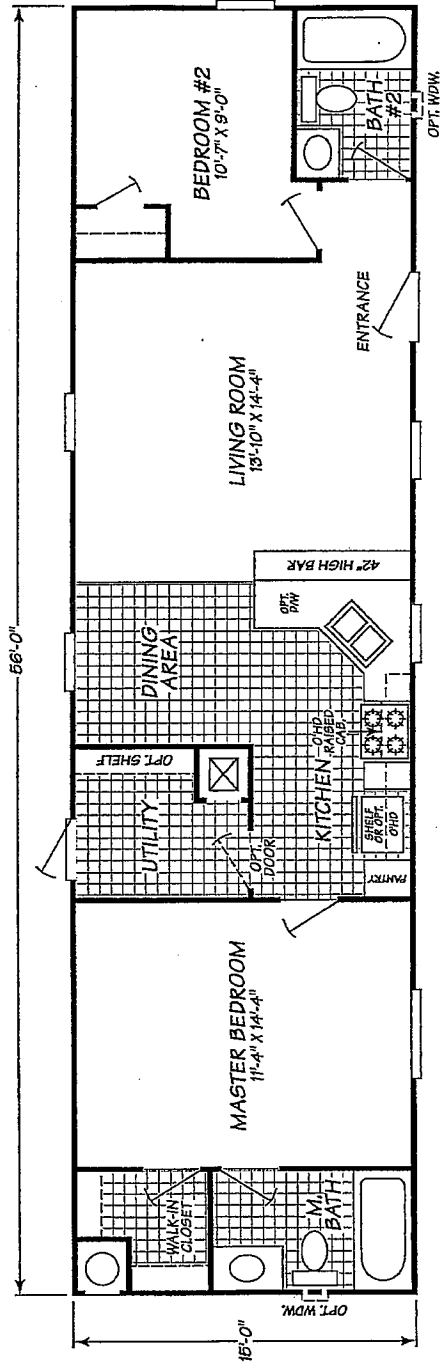 56'-0"
15'-0"
WALK-IN
CLOSET
M.
BATH
OPT. WDW.
MASTER BEDROOM
11'-4" X 14'-4"
UTILITY
OPT. SHELF
OPT.
DOOR
DINING
AREA
KITCHEN
O'HD
RAISED
CAB.
PANTRY
SHELF
OR OPT.
O'HD
OPT.
D/W
42" HIGH BAR
LIVING ROOM
13'-10" X 14'-4"
ENTRANCE
BEDROOM #2
10'-7" X 9'-0"
BATH
#2
OPT. WDW.